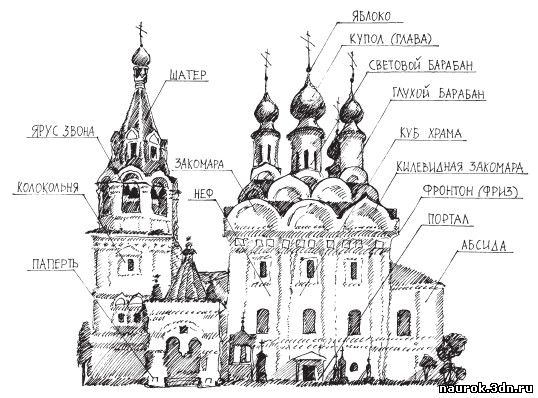 ЯБЛОКО
КУПОЛ (ГЛАВА)
СВЕТОВОЙ БАРАБАН
ШАТЕР
ГЛУХОЙ БАРАБАН
ЯРУС ЗВОНА
КУБ ХРАМА
ЗАКОМАРА
КИЛЕВИДНАЯ ЗАКОМАРА
КОЛОКОЛЬНЯ
НЕФ
ФРОНТОН (ФРИЗ)
ПОРТАЛ
АБСИДА
ПАПЕРТЬ
naurok.3dn.ru